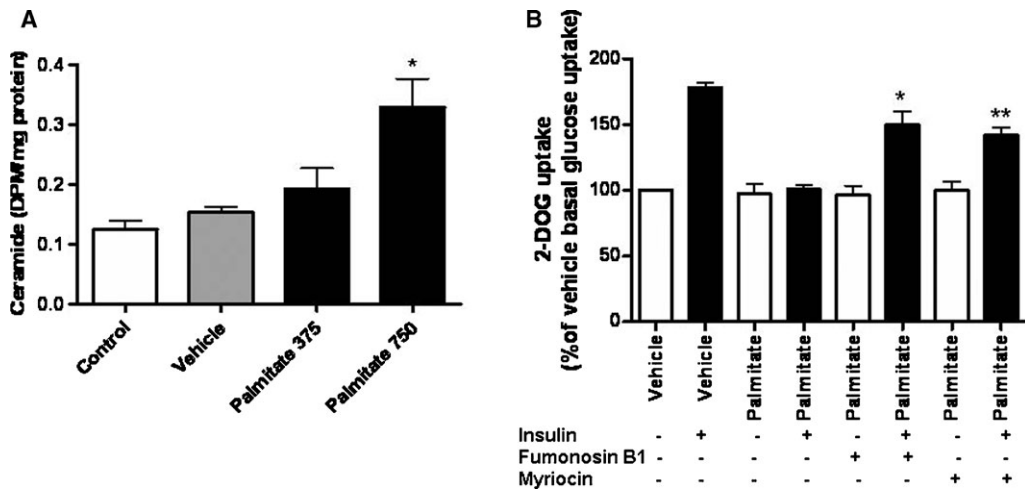 A
Ceramide (DPM/mg protein)
0.4
0.3
0.2
0.1
0.0
*
Control
Vehicle
Palmitate 375
Palmitate 750
B
2-DOG uptake
(% of vehicle basal glucose uptake)
200
150
100
50
0
*
**
Vehicle
Vehicle
Palmitate
Palmitate
Palmitate
Palmitate
Palmitate
Palmitate
Insulin - + - + - + - +
Fumonosin B1 - - - - + + - -
Myriocin - - - - - - + +